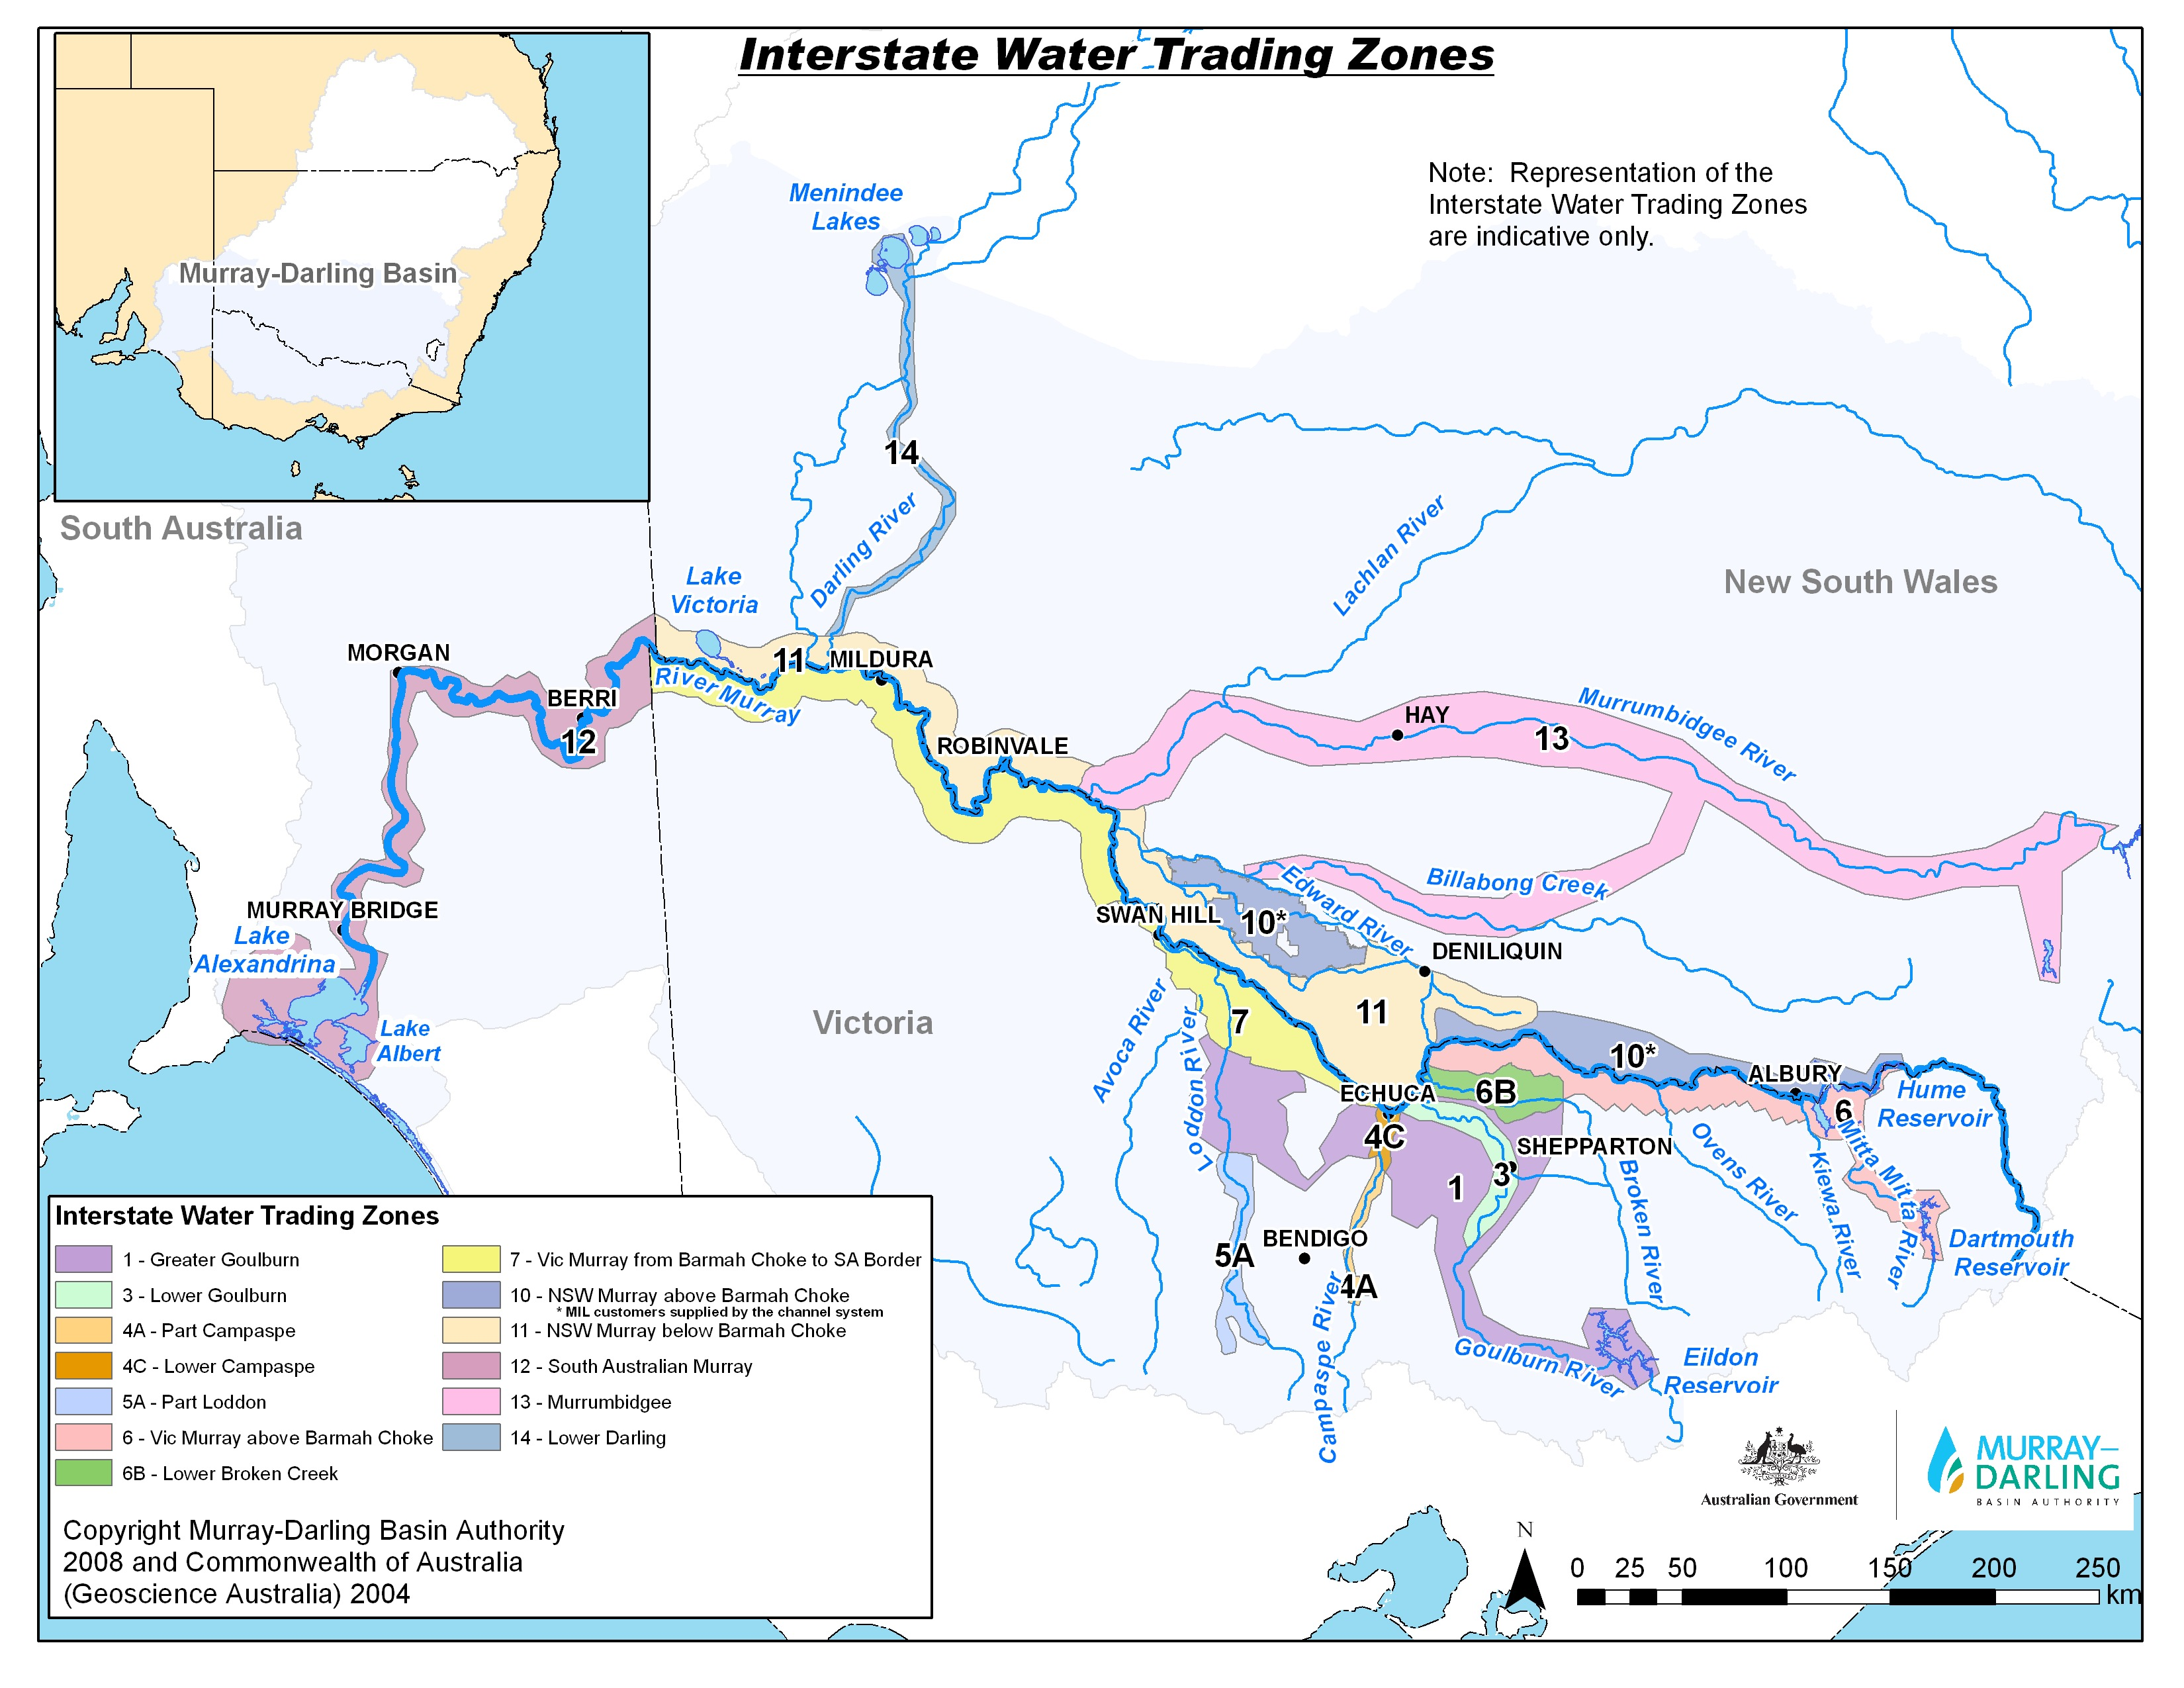 Interstate Water Trading Zones
Note: Representation of the
Interstate Water Trading Zones
are indicative only.
Murray-Darling Basin
Menindee
Lakes
14
Darling River
Lachlan River
South Australia
New South Wales
Lake
Victoria
MORGAN
11
MILDURA
River Murray
BERRI
12
ROBINVALE
HAY
13
Murrumbidgee River
MURRAY BRIDGE
Lake
Alexandrina
Lake
Albert
SWAN HILL
10*
Edward River
Billabong Creek
DENILIQUIN
Victoria
Avoca River
Loddon River
7
11
10*
ALBURY
6
Hume
Reservoir
ECHUCA
6B
4C
SHEPPARTON
3
1
Broken River
Ovens River
Kiewa River
Mitta Mitta River
Dartmouth
Reservoir
5A
BENDIGO
4A
Campaspe River
Goulburn River
Eildon
Reservoir
Interstate Water Trading Zones
1 - Greater Goulburn
3 - Lower Goulburn
4A - Part Campaspe
4C - Lower Campaspe
5A - Part Loddon
6 - Vic Murray above Barmah Choke
6B - Lower Broken Creek
7 - Vic Murray from Barmah Choke to SA Border
10 - NSW Murray above Barmah Choke
* MIL customers supplied by the channel system
11 - NSW Murray below Barmah Choke
12 - South Australian Murray
13 - Murrumbidgee
14 - Lower Darling
Copyright Murray-Darling Basin Authority
2008 and Commonwealth of Australia
(Geoscience Australia) 2004
Australian Government
MURRAY–
DARLING
BASIN AUTHORITY
N
0 25 50 100 150 200 250
km